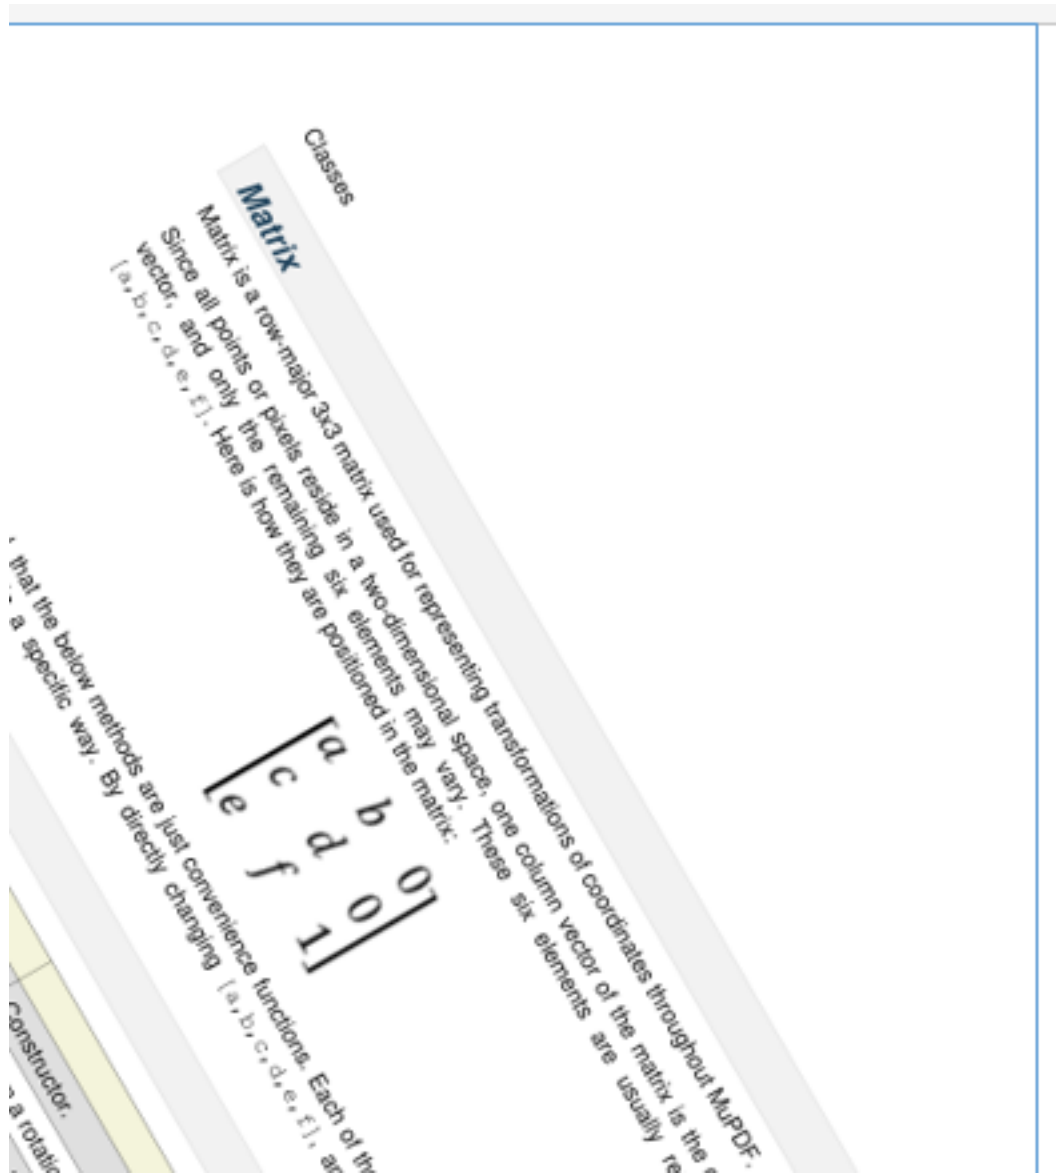 Classes
Matrix
Matrix is a row-major 3x3 matrix used for representing transformations of coordinates throughout MuPDF.
Since all points or pixels reside in a two-dimensional space, one column vector of the matrix is the
vector, and only the remaining six elements may vary. These six elements are usually
[a,b,c,d,e,f]. Here is how they are positioned in the matrix:
a b 0
c d 0
e f 1
that the below methods are just convenience functions. Each of
a specific way. By directly changing [a,b,c,d,e,f],
Constructor.
a